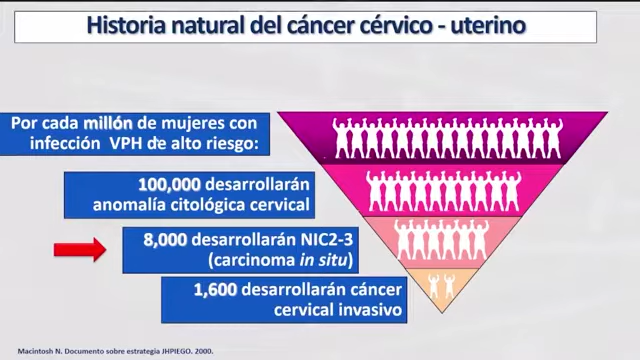 Historia natural del cáncer cérvico - uterino
Por cada millón de mujeres con
infección VPH de alto riesgo:
100,000 desarrollarán
anomalía citológica cervical
8,000 desarrollarán NIC2-3
(carcinoma in situ)
1,600 desarrollarán cáncer
cervical invasivo
Macintosh N. Documento sobre estrategia JHPIEGO. 2000.